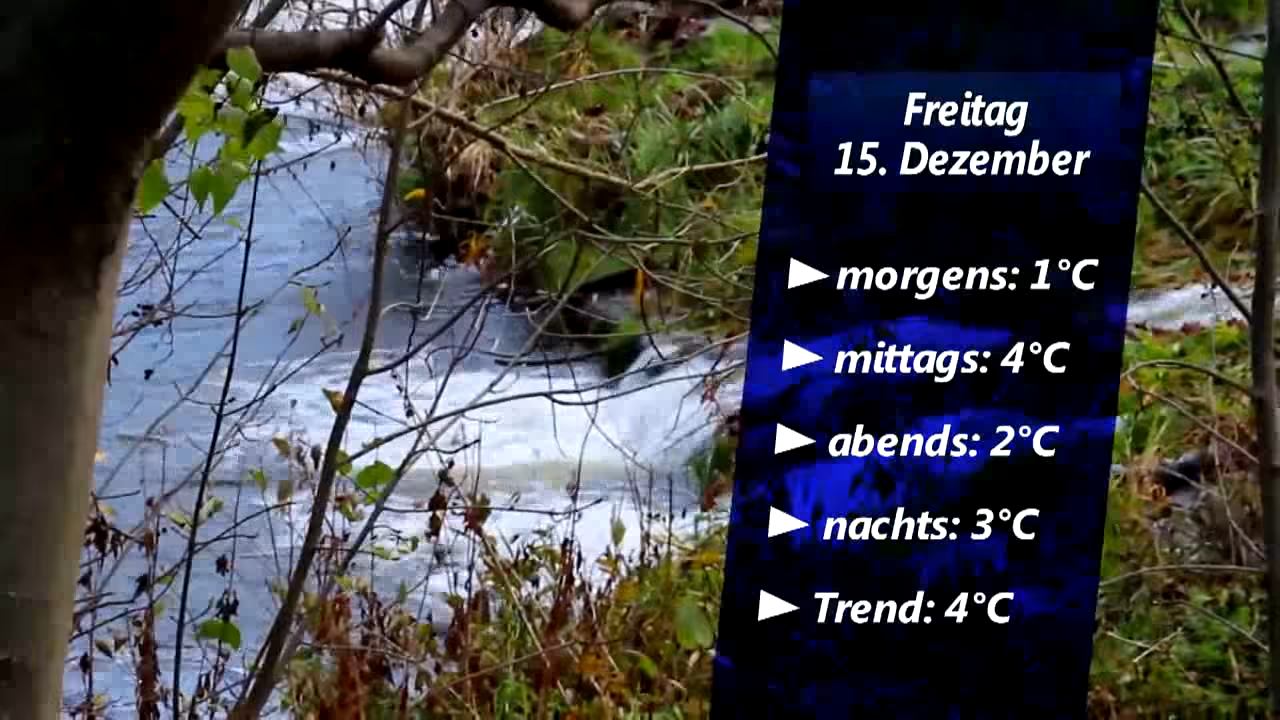 Freitag
15. Dezember
morgens: 1°C
mittags: 4°C
abends: 2°C
nachts: 3°C
Trend: 4°C